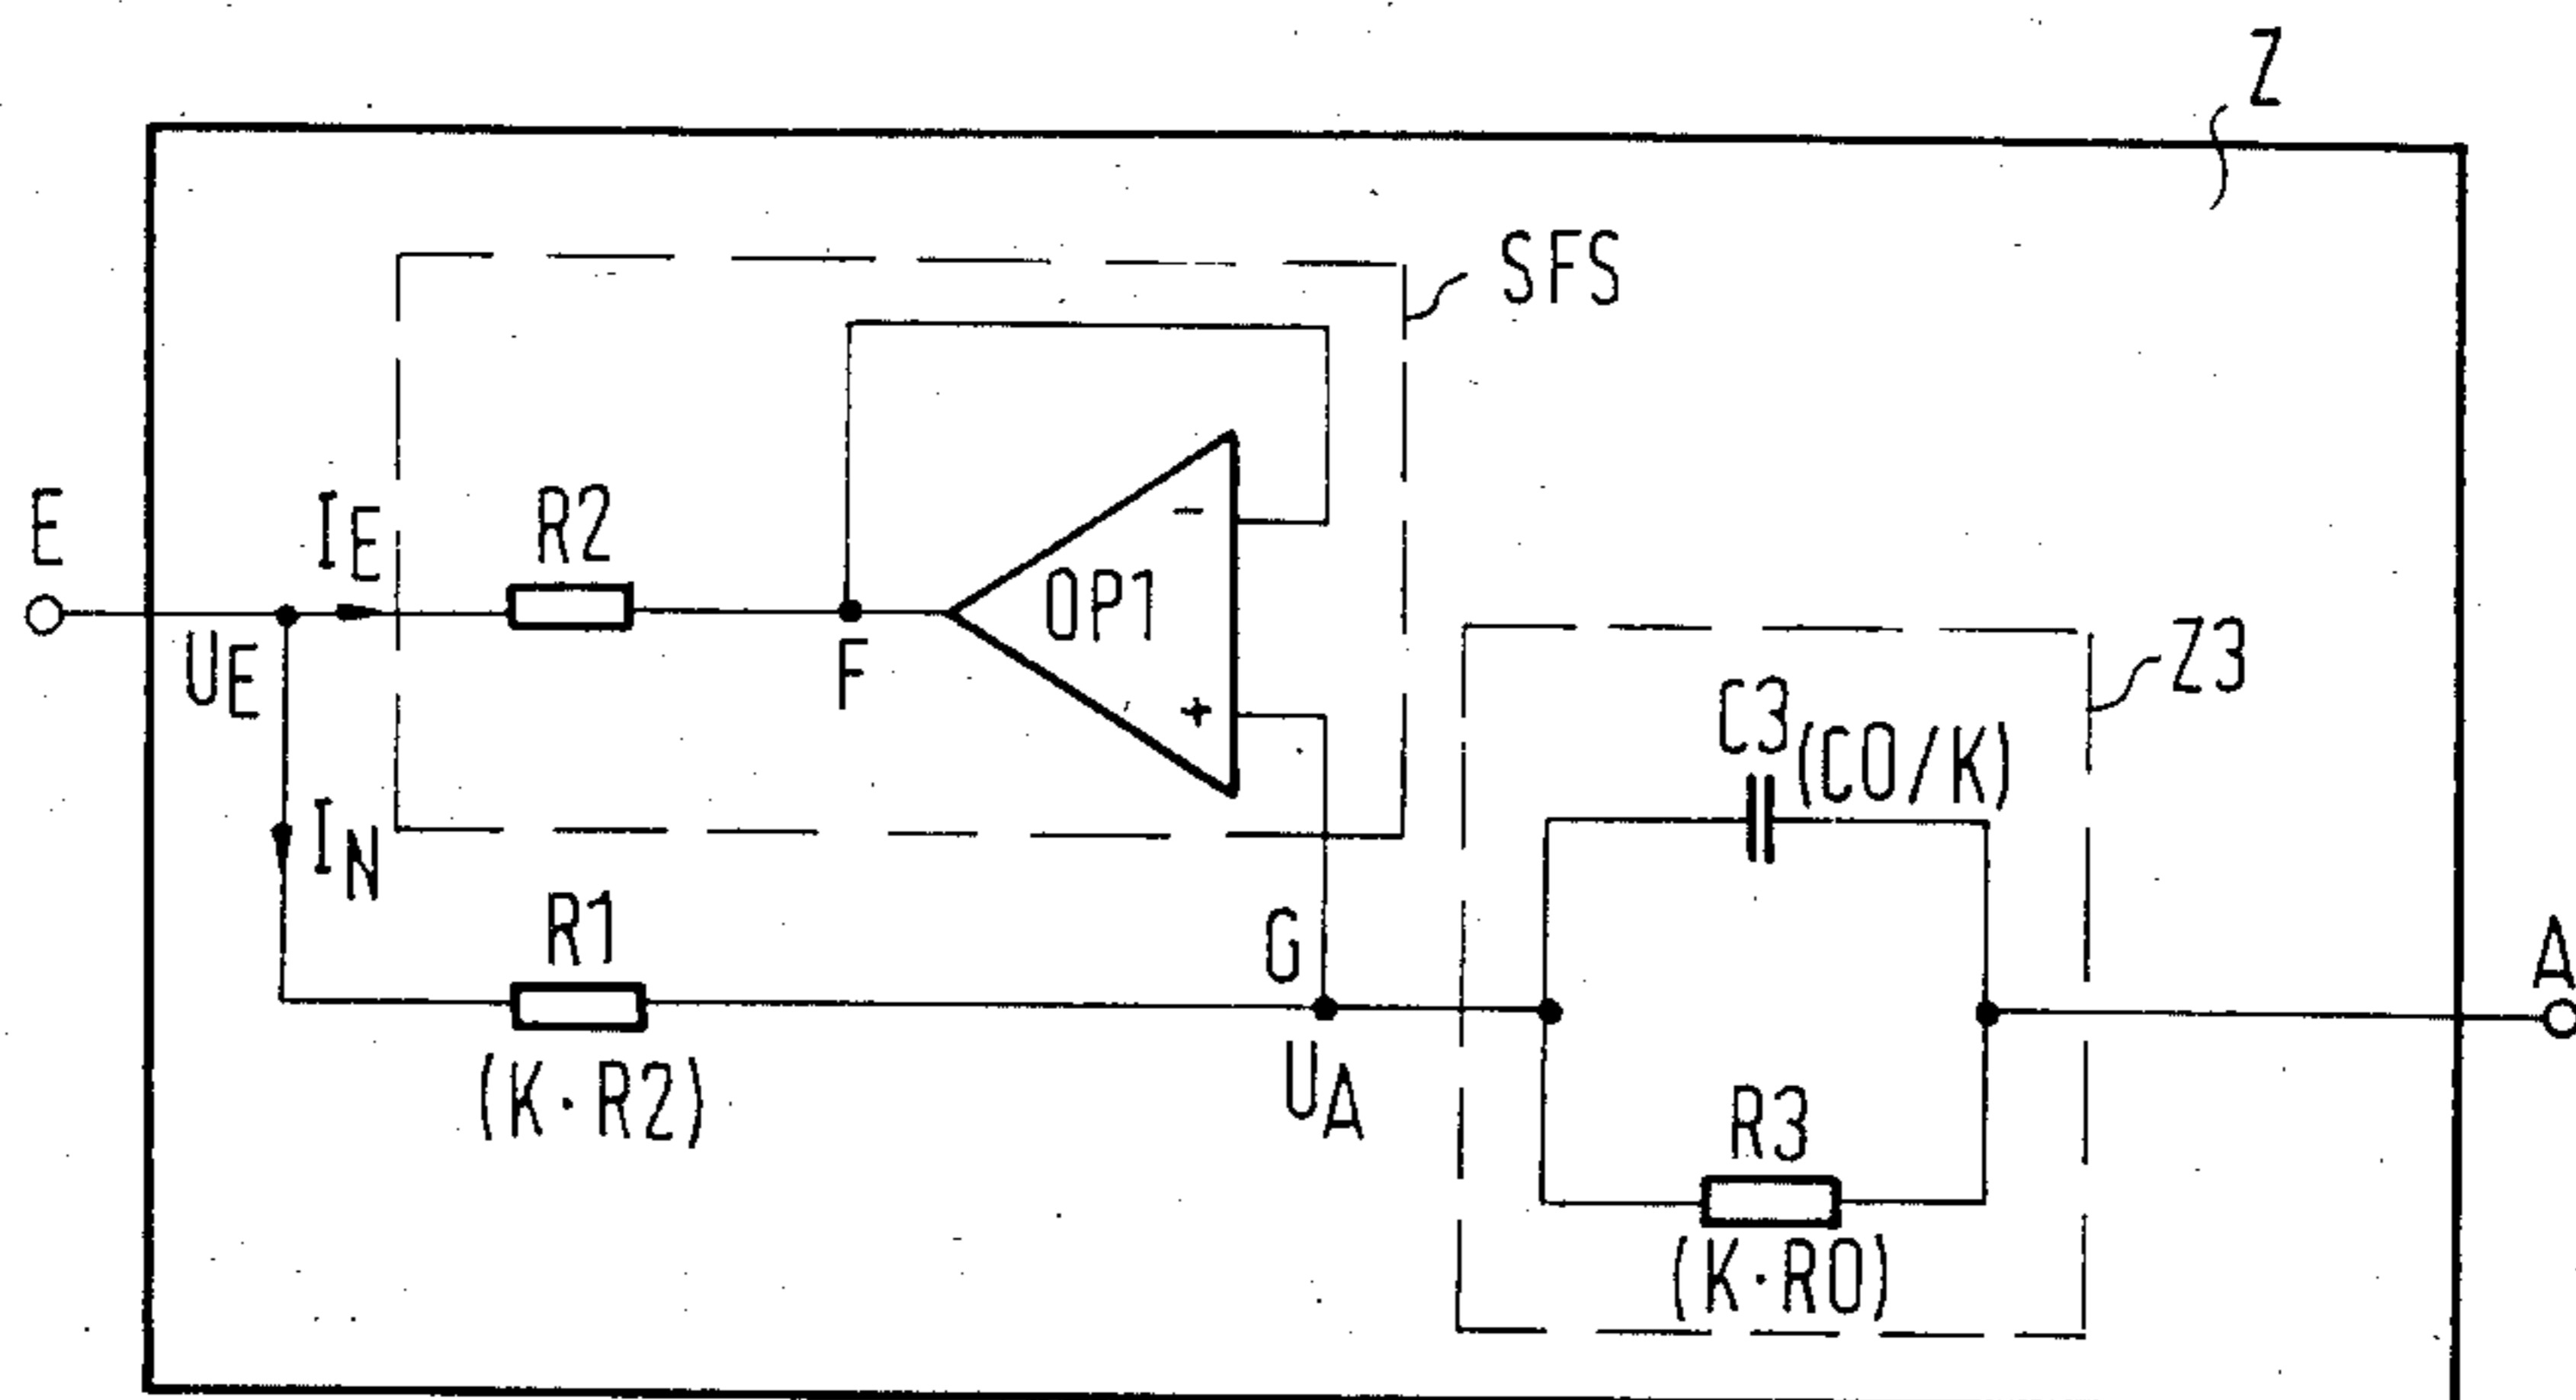 Z
SFS
E
IE
R2
-
OP1
UE
F
+
Z3
C3 (C0/K)
IN
R1
G
A
(K·R2)
UA
R3
(K·R0)